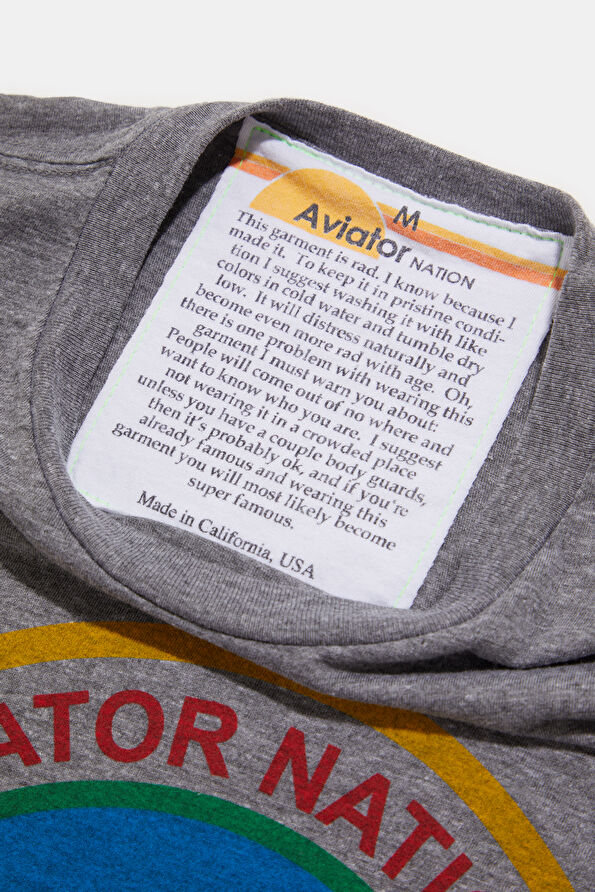 M
Aviator NATION
This garment is rad. I know because I
made it. To keep it in pristine condi-
tion I suggest washing it with like
colors in cold water and tumble dry
low. It will distress naturally and
become even more rad with age. Oh,
there is one problem with wearing this
garment I must warn you about:
People will come out of no where and
want to know who you are. I suggest
not wearing it in a crowded place
unless you have a couple body guards,
then it's probably ok, and if you're
already famous and wearing this
garment you will most likely become
super famous.
Made in California, USA
ATOR NATI